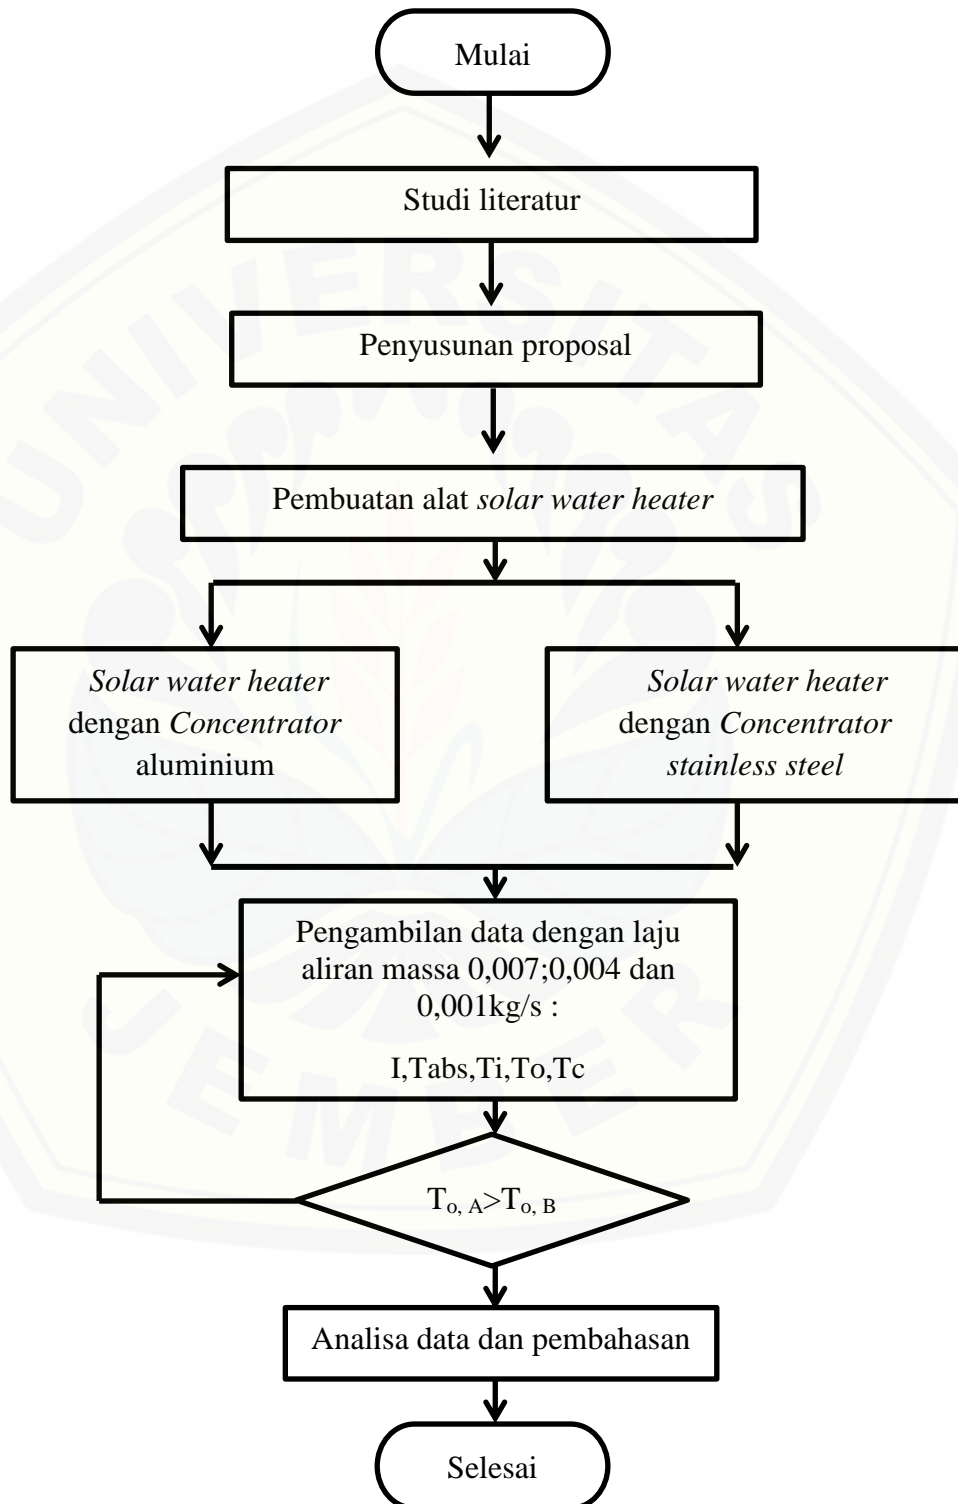 Mulai
Studi literatur
Penyusunan proposal
Pembuatan alat solar water heater
Solar water heater
dengan Concentrator
aluminium
Solar water heater
dengan Concentrator
stainless steel
Pengambilan data dengan laju
aliran massa 0,007;0,004 dan
0,001kg/s :
I,Tabs,Ti,To,Tc
To, A>To, B
Analisa data dan pembahasan
Selesai
UNIVERSITAS
JEMBER